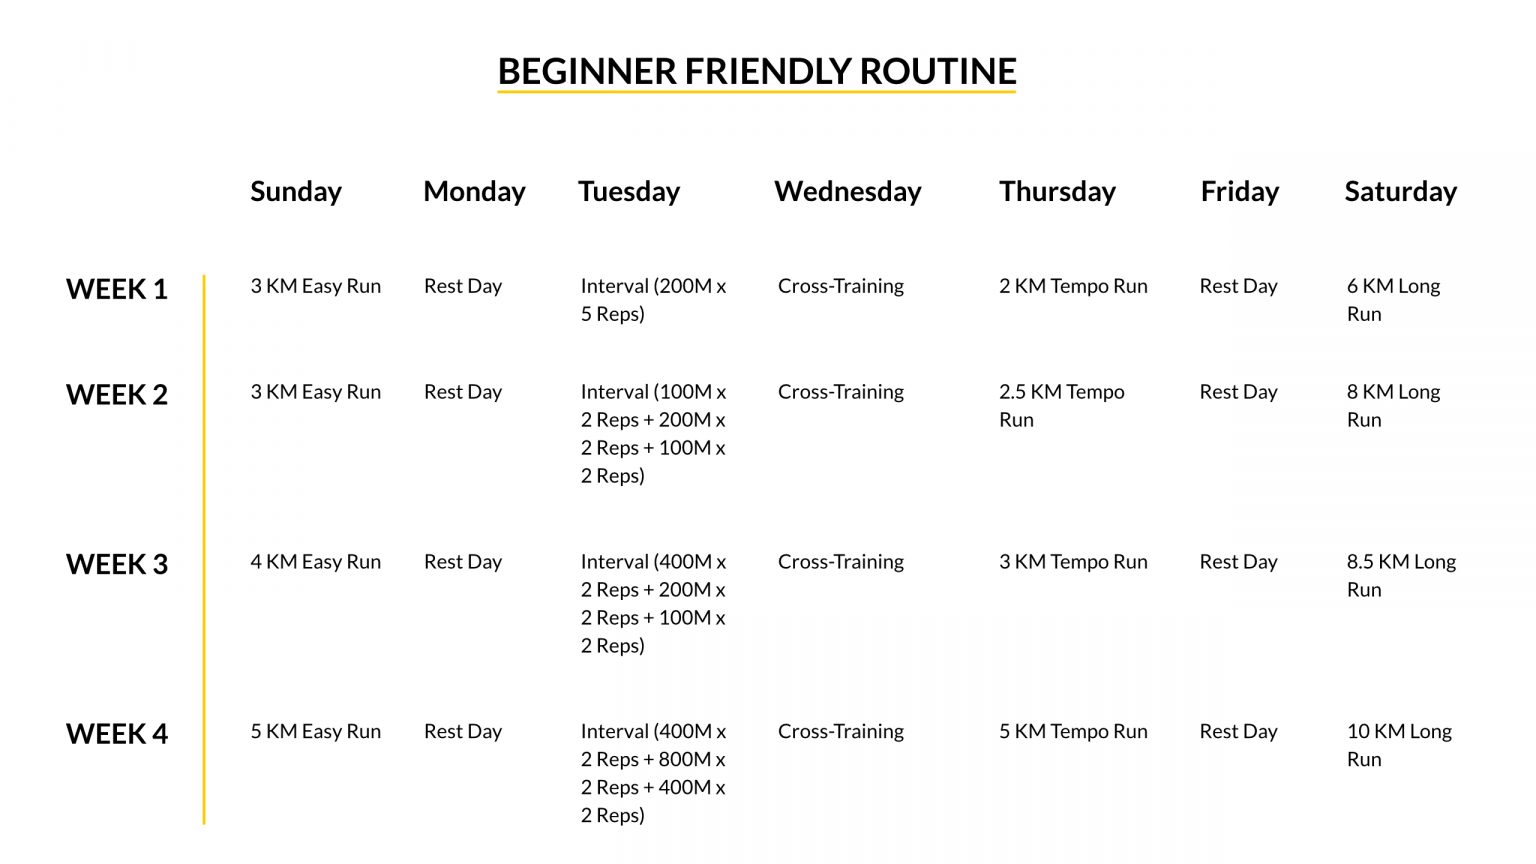 BEGINNER FRIENDLY ROUTINE
Sunday Monday Tuesday Wednesday Thursday Friday Saturday
WEEK 1 3 KM Easy Run Rest Day Interval (200M x Cross-Training 2 KM Tempo Run Rest Day 6 KM Long
5 Reps) Run
WEEK 2 3 KM Easy Run Rest Day Interval (100M x Cross-Training 2.5 KM Tempo Rest Day 8 KM Long
2 Reps + 200M x Run Run
2 Reps + 100M x
2 Reps)
WEEK 3 4 KM Easy Run Rest Day Interval (400M x Cross-Training 3 KM Tempo Run Rest Day 8.5 KM Long
2 Reps + 200M x Run
2 Reps + 100M x
2 Reps)
WEEK 4 5 KM Easy Run Rest Day Interval (400M x Cross-Training 5 KM Tempo Run Rest Day 10 KM Long
2 Reps + 800M x Run
2 Reps + 400M x
2 Reps)